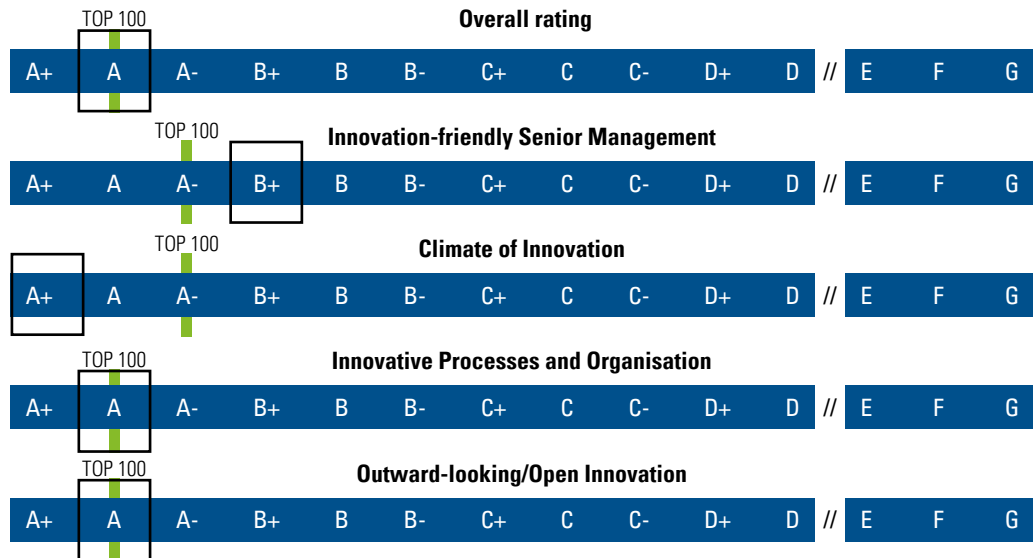 TOP 100 Overall rating
A+ A A- B+ B B- C+ C C- D+ D // E F G
TOP 100 Innovation-friendly Senior Management
A+ A A- B+ B B- C+ C C- D+ D // E F G
TOP 100 Climate of Innovation
A+ A A- B+ B B- C+ C C- D+ D // E F G
TOP 100 Innovative Processes and Organisation
A+ A A- B+ B B- C+ C C- D+ D // E F G
TOP 100 Outward-looking/Open Innovation
A+ A A- B+ B B- C+ C C- D+ D // E F G